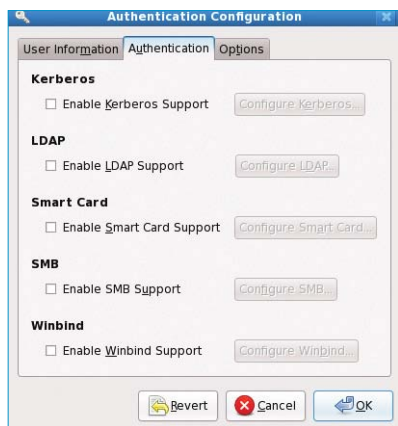 Authentication Configuration
User Information Authentication Options
Kerberos
Enable Kerberos Support Configure Kerberos...
LDAP
Enable LDAP Support Configure LDAP...
Smart Card
Enable Smart Card Support Configure Smart Card...
SMB
Enable SMB Support Configure SMB...
Winbind
Enable Winbind Support Configure Winbind...
Revert Cancel OK